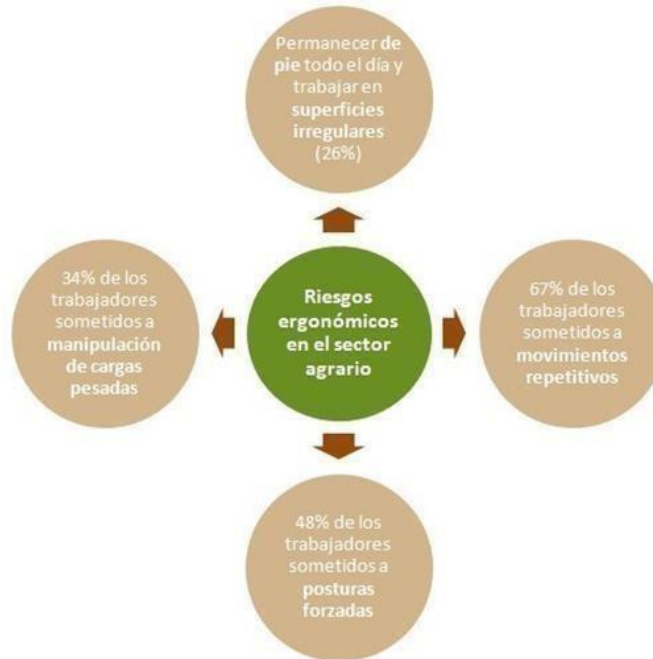 Permanecer de
pie todo el día y
trabajar en
superficies
irregulares
(26%)
34% de los
trabajadores
sometidos a
manipulación
de cargas
pesadas
Riesgos
ergonómicos
en el sector
agrario
67% de los
trabajadores
sometidos a
movimientos
repetitivos
48% de los
trabajadores
sometidos a
posturas
forzadas